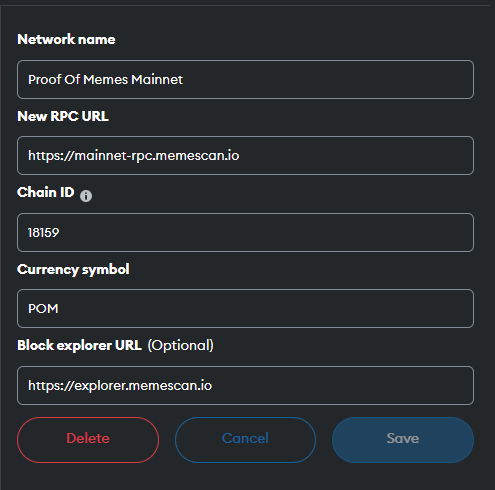 Network name
Proof Of Memes Mainnet
New RPC URL
https://mainnet-rpc.memescan.io
Chain ID
18159
Currency symbol
POM
Block explorer URL (Optional)
https://explorer.memescan.io
Delete Cancel Save